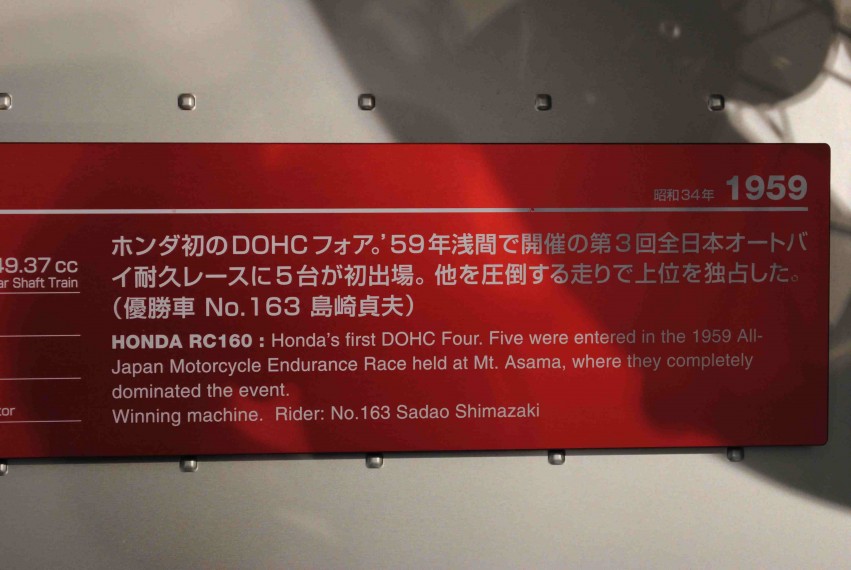 昭和34年 1959
ホンダ初のDOHCフォア。'59年浅間で開催の第3回全日本オートバ
イ耐久レースに5台が初出場。他を圧倒する走りで上位を独占した。
(優勝車 No.163 島崎貞夫)
HONDA RC160 : Honda's first DOHC Four. Five were entered in the 1959 All-
Japan Motorcycle Endurance Race held at Mt. Asama, where they completely
dominated the event.
Winning machine. Rider: No.163 Sadao Shimazaki
49.37 cc
ar Shaft Train
tor